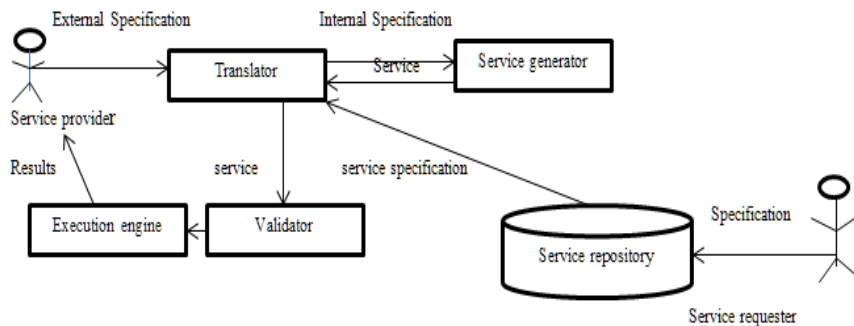 External Specification
Internal Specification
Translator
Service
Service generator
Service provider
Results
service
service specification
Specification
Execution engine
Validator
Service repository
Service requester